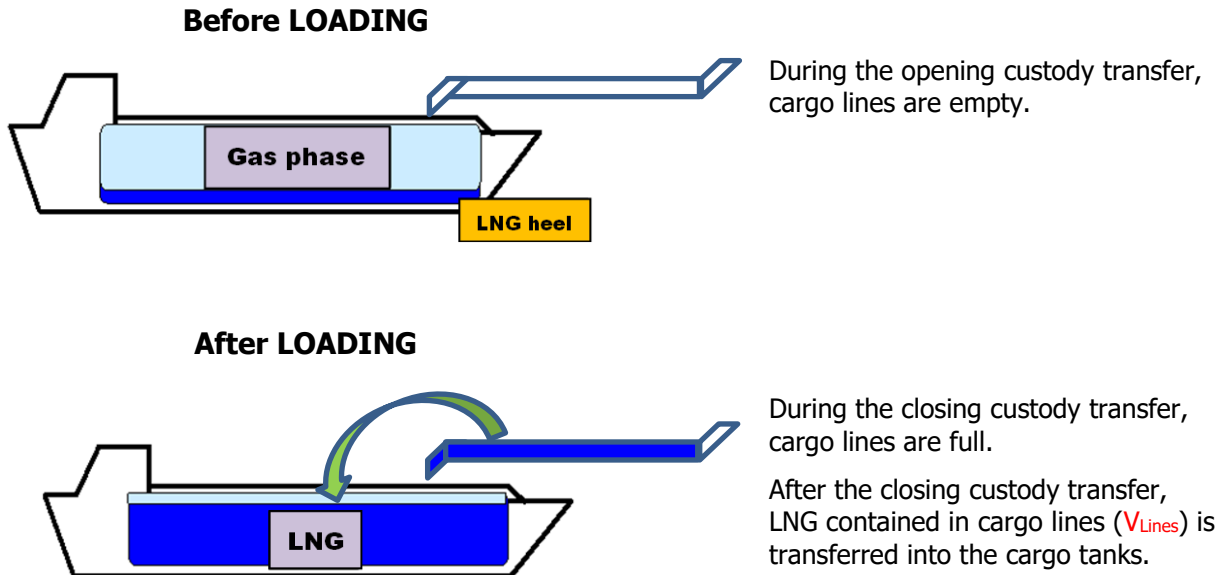 Before LOADING
During the opening custody transfer,
cargo lines are empty.
Gas phase
LNG heel
After LOADING
During the closing custody transfer,
cargo lines are full.
After the closing custody transfer,
LNG contained in cargo lines (VLines) is
transferred into the cargo tanks.
LNG